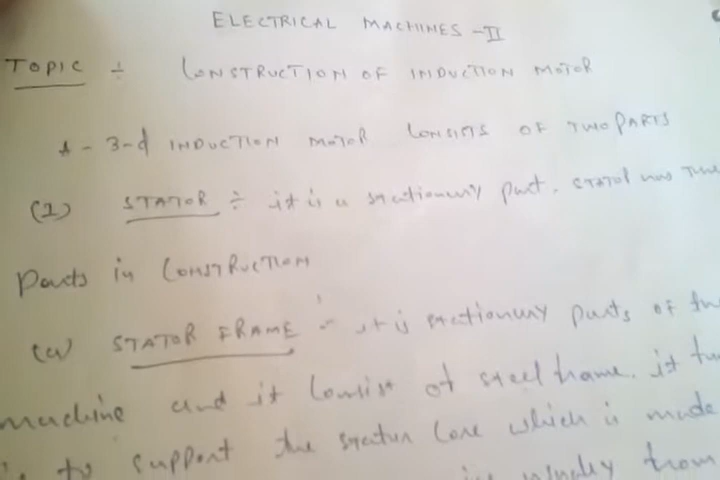 ELECTRICAL MACHINES -II
TOPIC ÷ CONSTRUCTION OF INDUCTION MOTOR
A - 3-ɸ INDUCTION MOTOR CONSISTS OF TWO PARTS
(1) STATOR ÷ it is a stationary part. STATOR has TWO
Parts in CONSTRUCTION
(a) STATOR FRAME ÷ it is stationary parts of the
machine and it consist of steel frame. it
is to support the stator core which is made
from